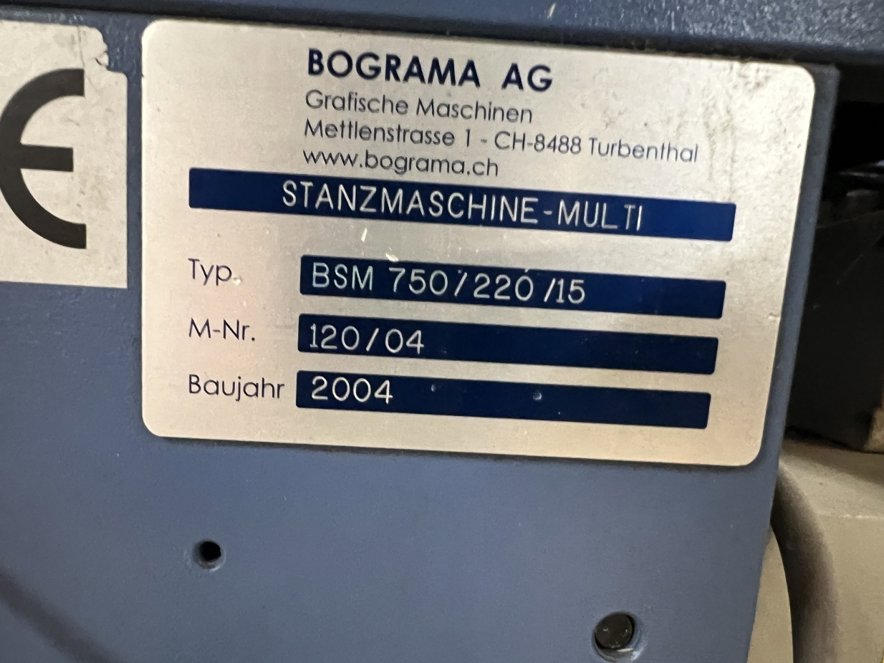 BOGRAMA AG
Grafische Maschinen
Mettlenstrasse 1 - CH-8488 Turbenthal
www.bograma.ch
STANZMASCHINE-MULTI
Typ. BSM 750/220/15
M-Nr. 120/04
Baujahr 2004
CE